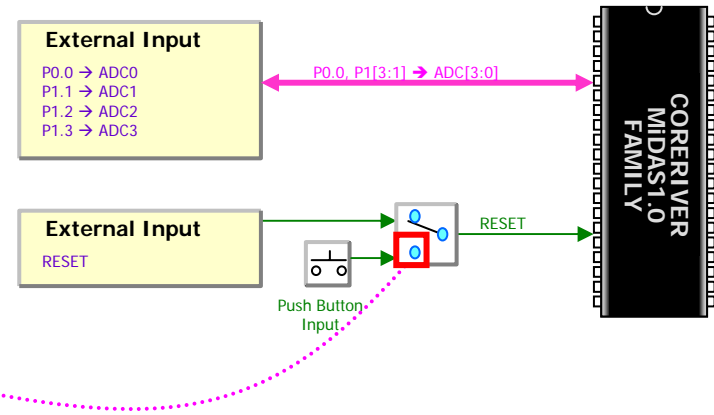 External Input
P0.0 → ADC0
P1.1 → ADC1
P1.2 → ADC2
P1.3 → ADC3
P0.0, P1[3:1] ➔ ADC[3:0]
CORERIVER
MiDAS1.0
FAMILY
External Input
RESET
RESET
Push Button
Input